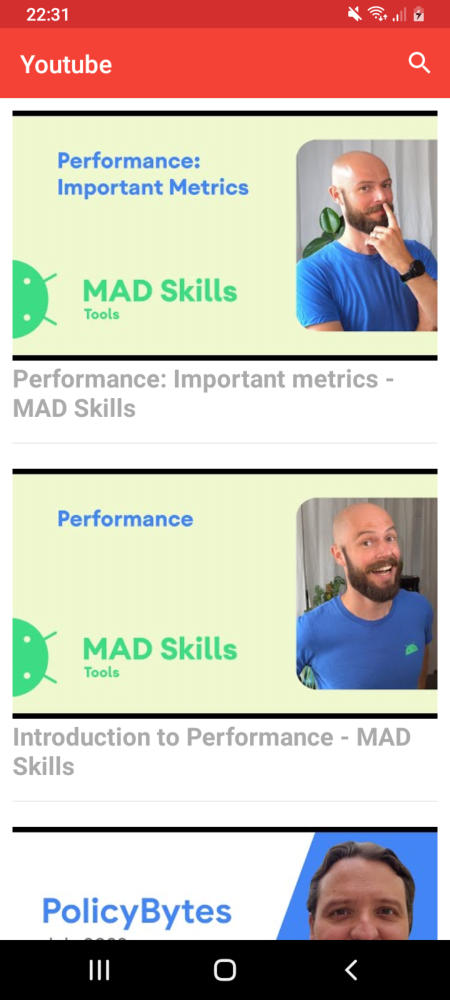 22:31
Youtube
Performance:
Important Metrics
MAD Skills
Tools
Performance: Important metrics -
MAD Skills
Performance
MAD Skills
Tools
Introduction to Performance - MAD
Skills
PolicyBytes